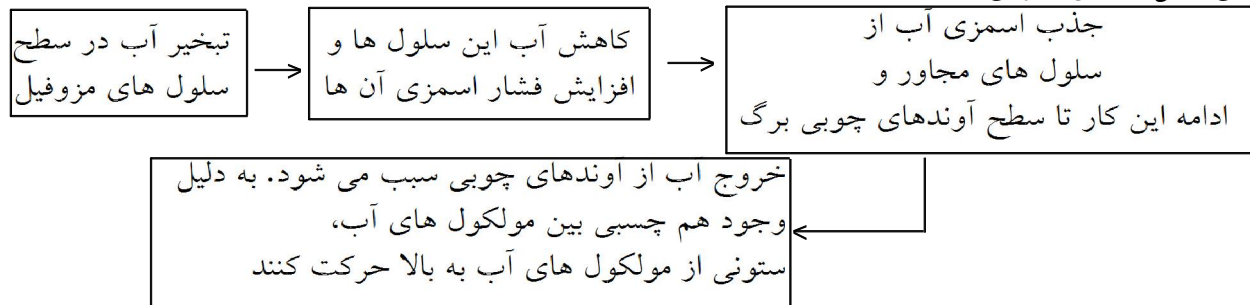 تبخیر آب در سطح
سلول های مزوفیل
کاهش آب این سلول ها و
افزایش فشار اسمزی آن ها
جذب اسمزی آب از
سلول های مجاور و
ادامه این کار تا سطح آوندهای چوبی برگ
خروج آب از آوندهای چوبی سبب می شود. به دلیل
وجود هم چسبی بین مولکول های آب،
ستونی از مولکول های آب به بالا حرکت کنند